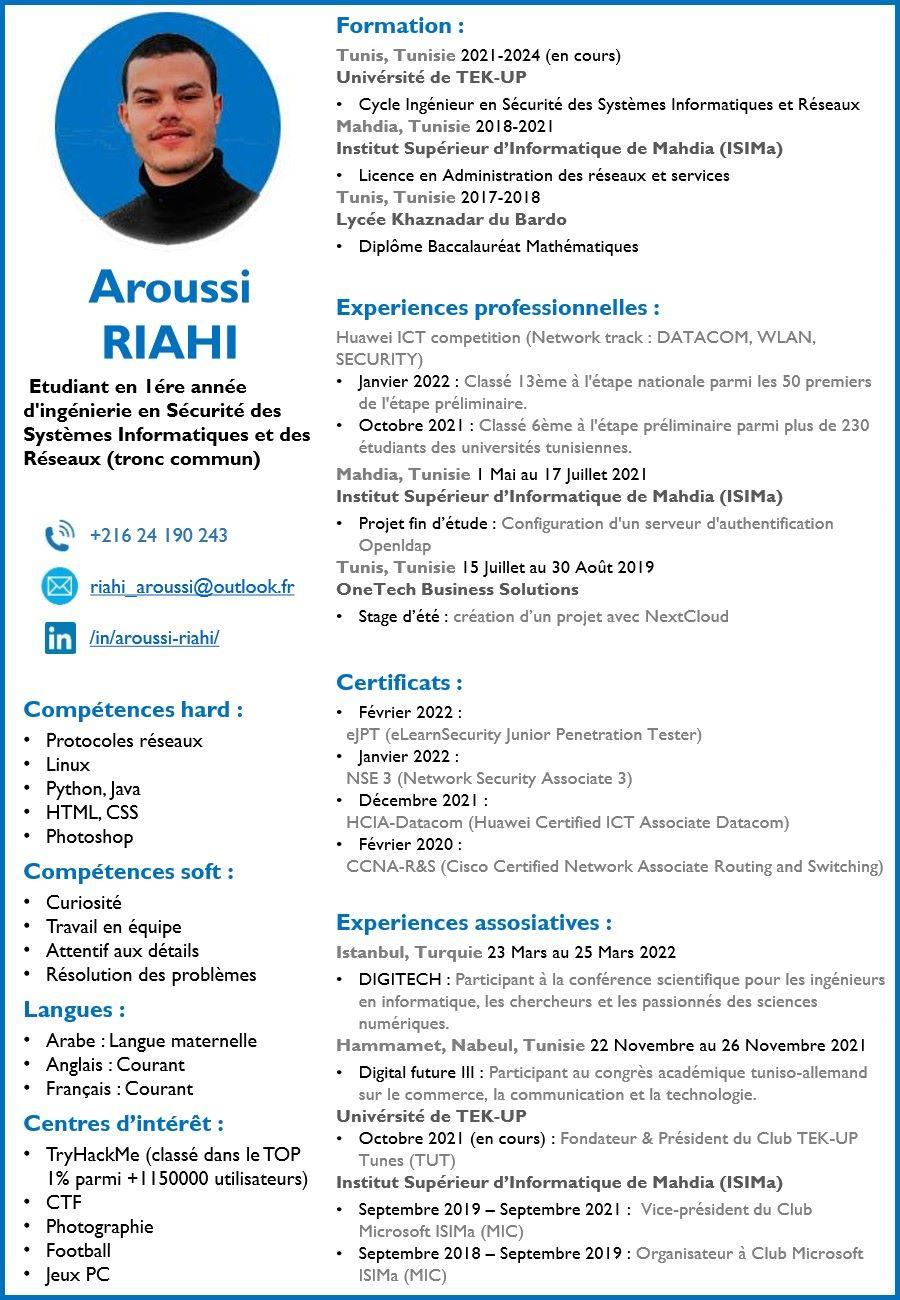 Aroussi
RIAHI
Etudiant en 1ére année
d'ingénierie en Sécurité des
Systèmes Informatiques et des
Réseaux (tronc commun)
+216 24 190 243
riahi_aroussi@outlook.fr
in /in/aroussi-riahi/
Compétences hard :
• Protocoles réseaux
• Linux
• Python, Java
• HTML, CSS
• Photoshop
Compétences soft :
• Curiosité
• Travail en équipe
• Attentif aux détails
• Résolution des problèmes
Langues :
• Arabe : Langue maternelle
• Anglais : Courant
• Français : Courant
Centres d’intérêt :
• TryHackMe (classé dans le TOP
1% parmi +1150000 utilisateurs)
• CTF
• Photographie
• Football
• Jeux PC
Formation :
Tunis, Tunisie 2021-2024 (en cours)
Univérsité de TEK-UP
• Cycle Ingénieur en Sécurité des Systèmes Informatiques et Réseaux
Mahdia, Tunisie 2018-2021
Institut Supérieur d’Informatique de Mahdia (ISIMa)
• Licence en Administration des réseaux et services
Tunis, Tunisie 2017-2018
Lycée Khaznadar du Bardo
• Diplôme Baccalauréat Mathématiques
Experiences professionnelles :
Huawei ICT competition (Network track : DATACOM, WLAN,
SECURITY)
• Janvier 2022 : Classé 13ème à l'étape nationale parmi les 50 premiers
de l'étape préliminaire.
• Octobre 2021 : Classé 6ème à l'étape préliminaire parmi plus de 230
étudiants des universités tunisiennes.
Mahdia, Tunisie 1 Mai au 17 Juillet 2021
Institut Supérieur d’Informatique de Mahdia (ISIMa)
• Projet fin d’étude : Configuration d'un serveur d'authentification
Openldap
Tunis, Tunisie 15 Juillet au 30 Août 2019
OneTech Business Solutions
• Stage d’été : création d’un projet avec NextCloud
Certificats :
• Février 2022 :
eJPT (eLearnSecurity Junior Penetration Tester)
• Janvier 2022 :
NSE 3 (Network Security Associate 3)
• Décembre 2021 :
HCIA-Datacom (Huawei Certified ICT Associate Datacom)
• Février 2020 :
CCNA-R&S (Cisco Certified Network Associate Routing and Switching)
Experiences assosiatives :
Istanbul, Turquie 23 Mars au 25 Mars 2022
• DIGITECH : Participant à la conférence scientifique pour les ingénieurs
en informatique, les chercheurs et les passionnés des sciences
numériques.
Hammamet, Nabeul, Tunisie 22 Novembre au 26 Novembre 2021
• Digital future III : Participant au congrès académique tuniso-allemand
sur le commerce, la communication et la technologie.
Univérsité de TEK-UP
• Octobre 2021 (en cours) : Fondateur & Président du Club TEK-UP
Tunes (TUT)
Institut Supérieur d’Informatique de Mahdia (ISIMa)
• Septembre 2019 – Septembre 2021 : Vice-président du Club
Microsoft ISIMa (MIC)
• Septembre 2018 – Septembre 2019 : Organisateur à Club Microsoft
ISIMa (MIC)